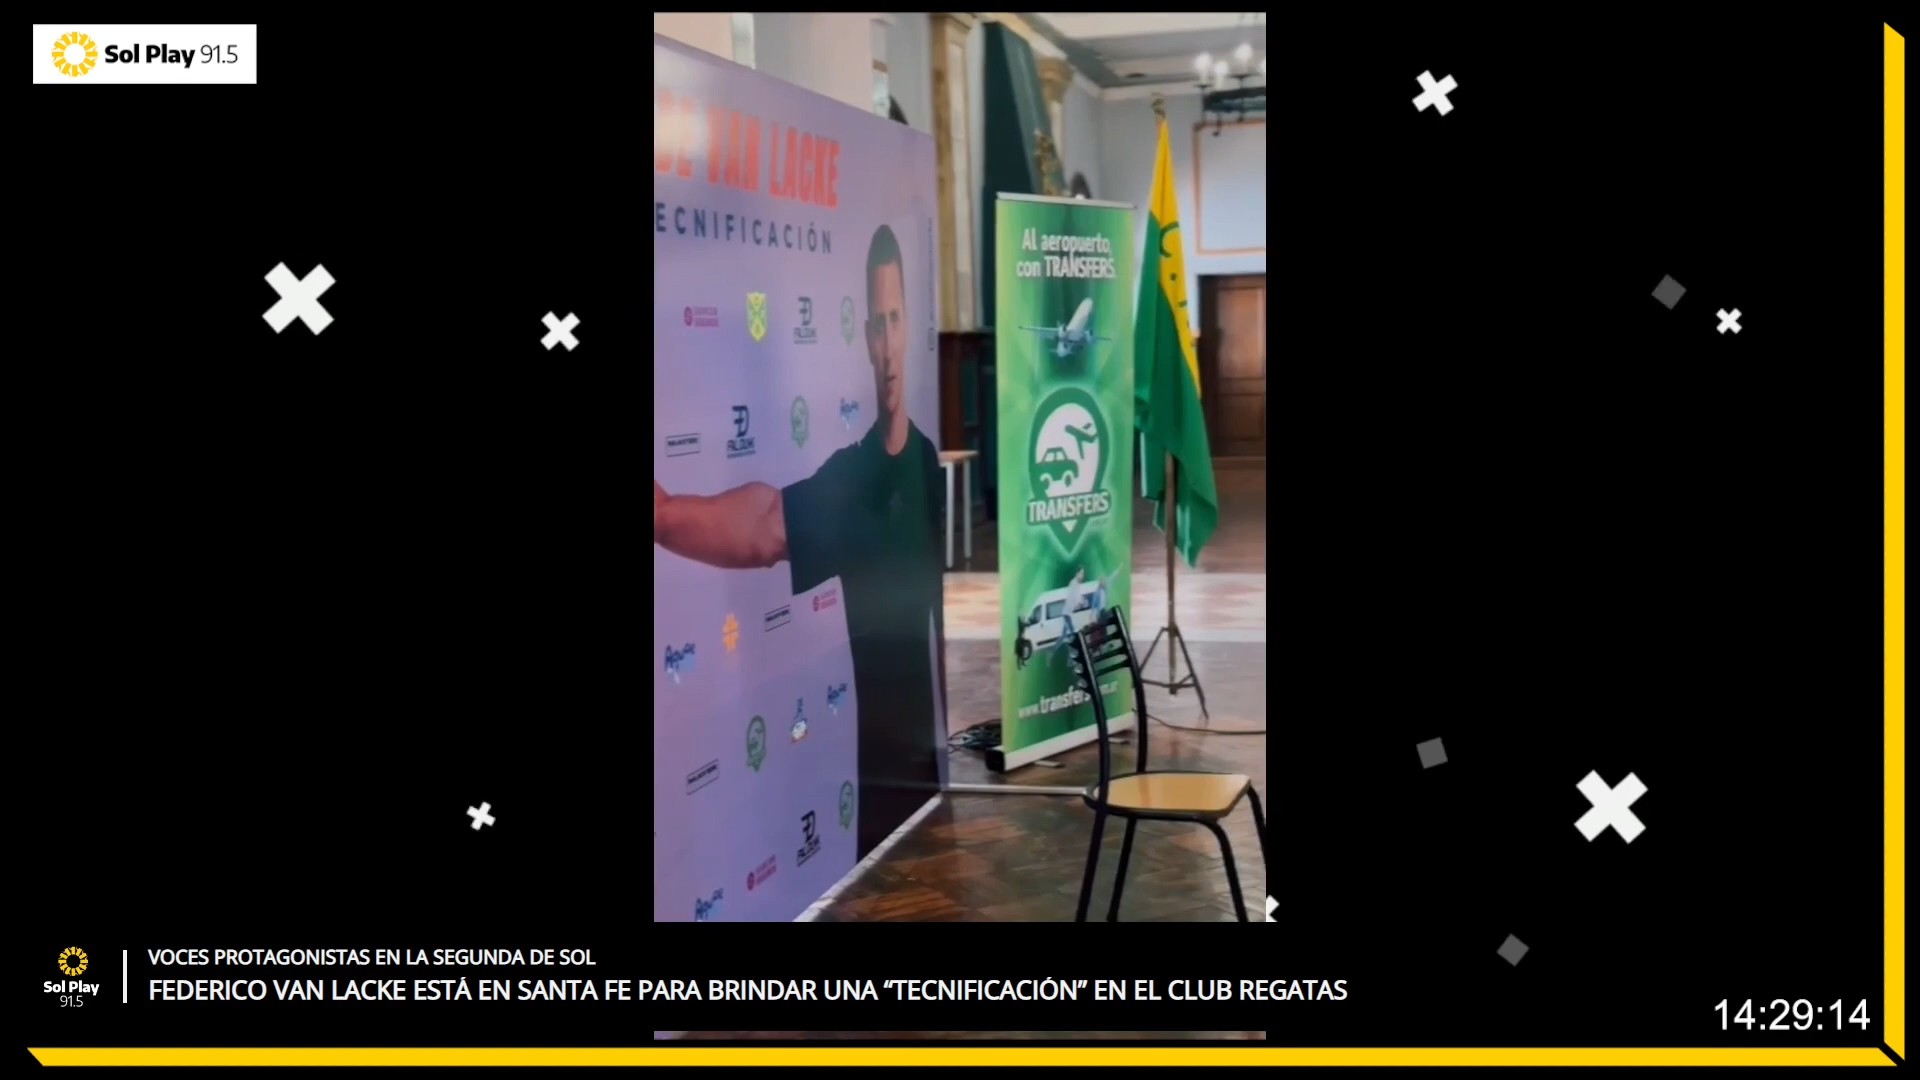 Sol Play 91.5
DE VAN LACKE
ECNIFICACIÓN
Al aeropuerto,
con TRANSFERS
TRANSFERS
www.transfers
VOCES PROTAGONISTAS EN LA SEGUNDA DE SOL
FEDERICO VAN LACKE ESTÁ EN SANTA FE PARA BRINDAR UNA “TECNIFICACIÓN” EN EL CLUB REGATAS
Sol Play
91.5
14:29:14